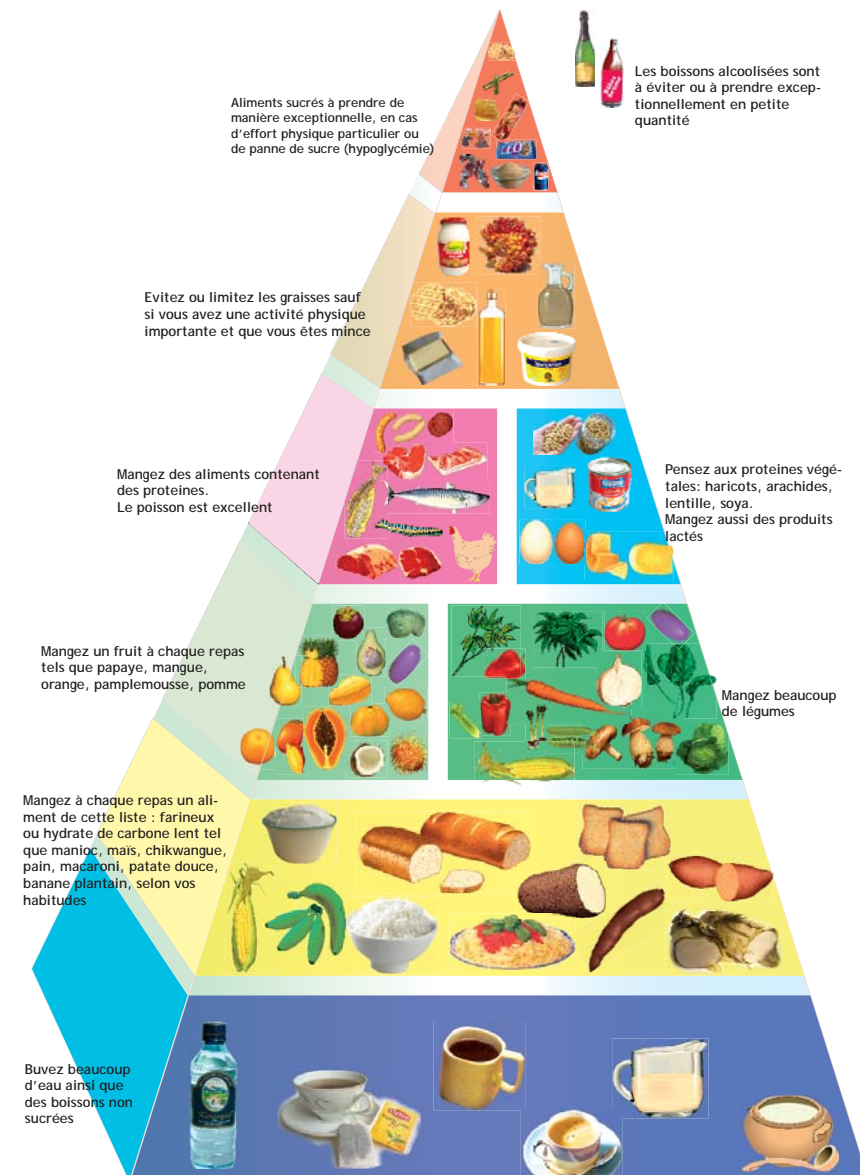 Les boissons alcoolisées sont
à éviter ou à prendre excep-
tionnellement en petite
quantité
Aliments sucrés à prendre de
manière exceptionnelle, en cas
d'effort physique particulier ou
de panne de sucre (hypoglycémie)
Evitez ou limitez les graisses sauf
si vous avez une activité physique
importante et que vous êtes mince
Mangez des aliments contenant
des proteines.
Le poisson est excellent
Pensez aux proteines végé-
tales: haricots, arachides,
lentille, soya.
Mangez aussi des produits
lactés
Mangez un fruit à chaque repas
tels que papaye, mangue,
orange, pamplemousse, pomme
Mangez beaucoup
de légumes
Mangez à chaque repas un ali-
ment de cette liste : farineux
ou hydrate de carbone lent tel
que manioc, maïs, chikwangue,
pain, macaroni, patate douce,
banane plantain, selon vos
habitudes
Buvez beaucoup
d'eau ainsi que
des boissons non
sucrées